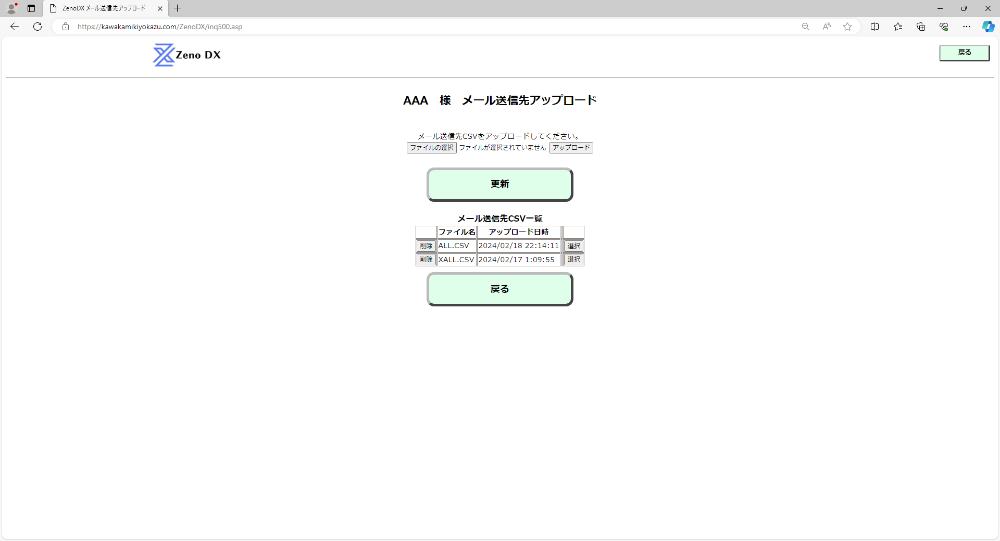 ZenoDX メール送信先アップロード
https://kawakamikiyokazu.com/ZenoDX/inq500.asp
Zeno DX
戻る
AAA　様　メール送信先アップロード
メール送信先CSVをアップロードしてください。
ファイルの選択 ファイルが選択されていません アップロード
更新
メール送信先CSV一覧
ファイル名 アップロード日時
削除 ALL.CSV 2024/02/18 22:14:11 選択
削除 XALL.CSV 2024/02/17 1:09:55 選択
戻る